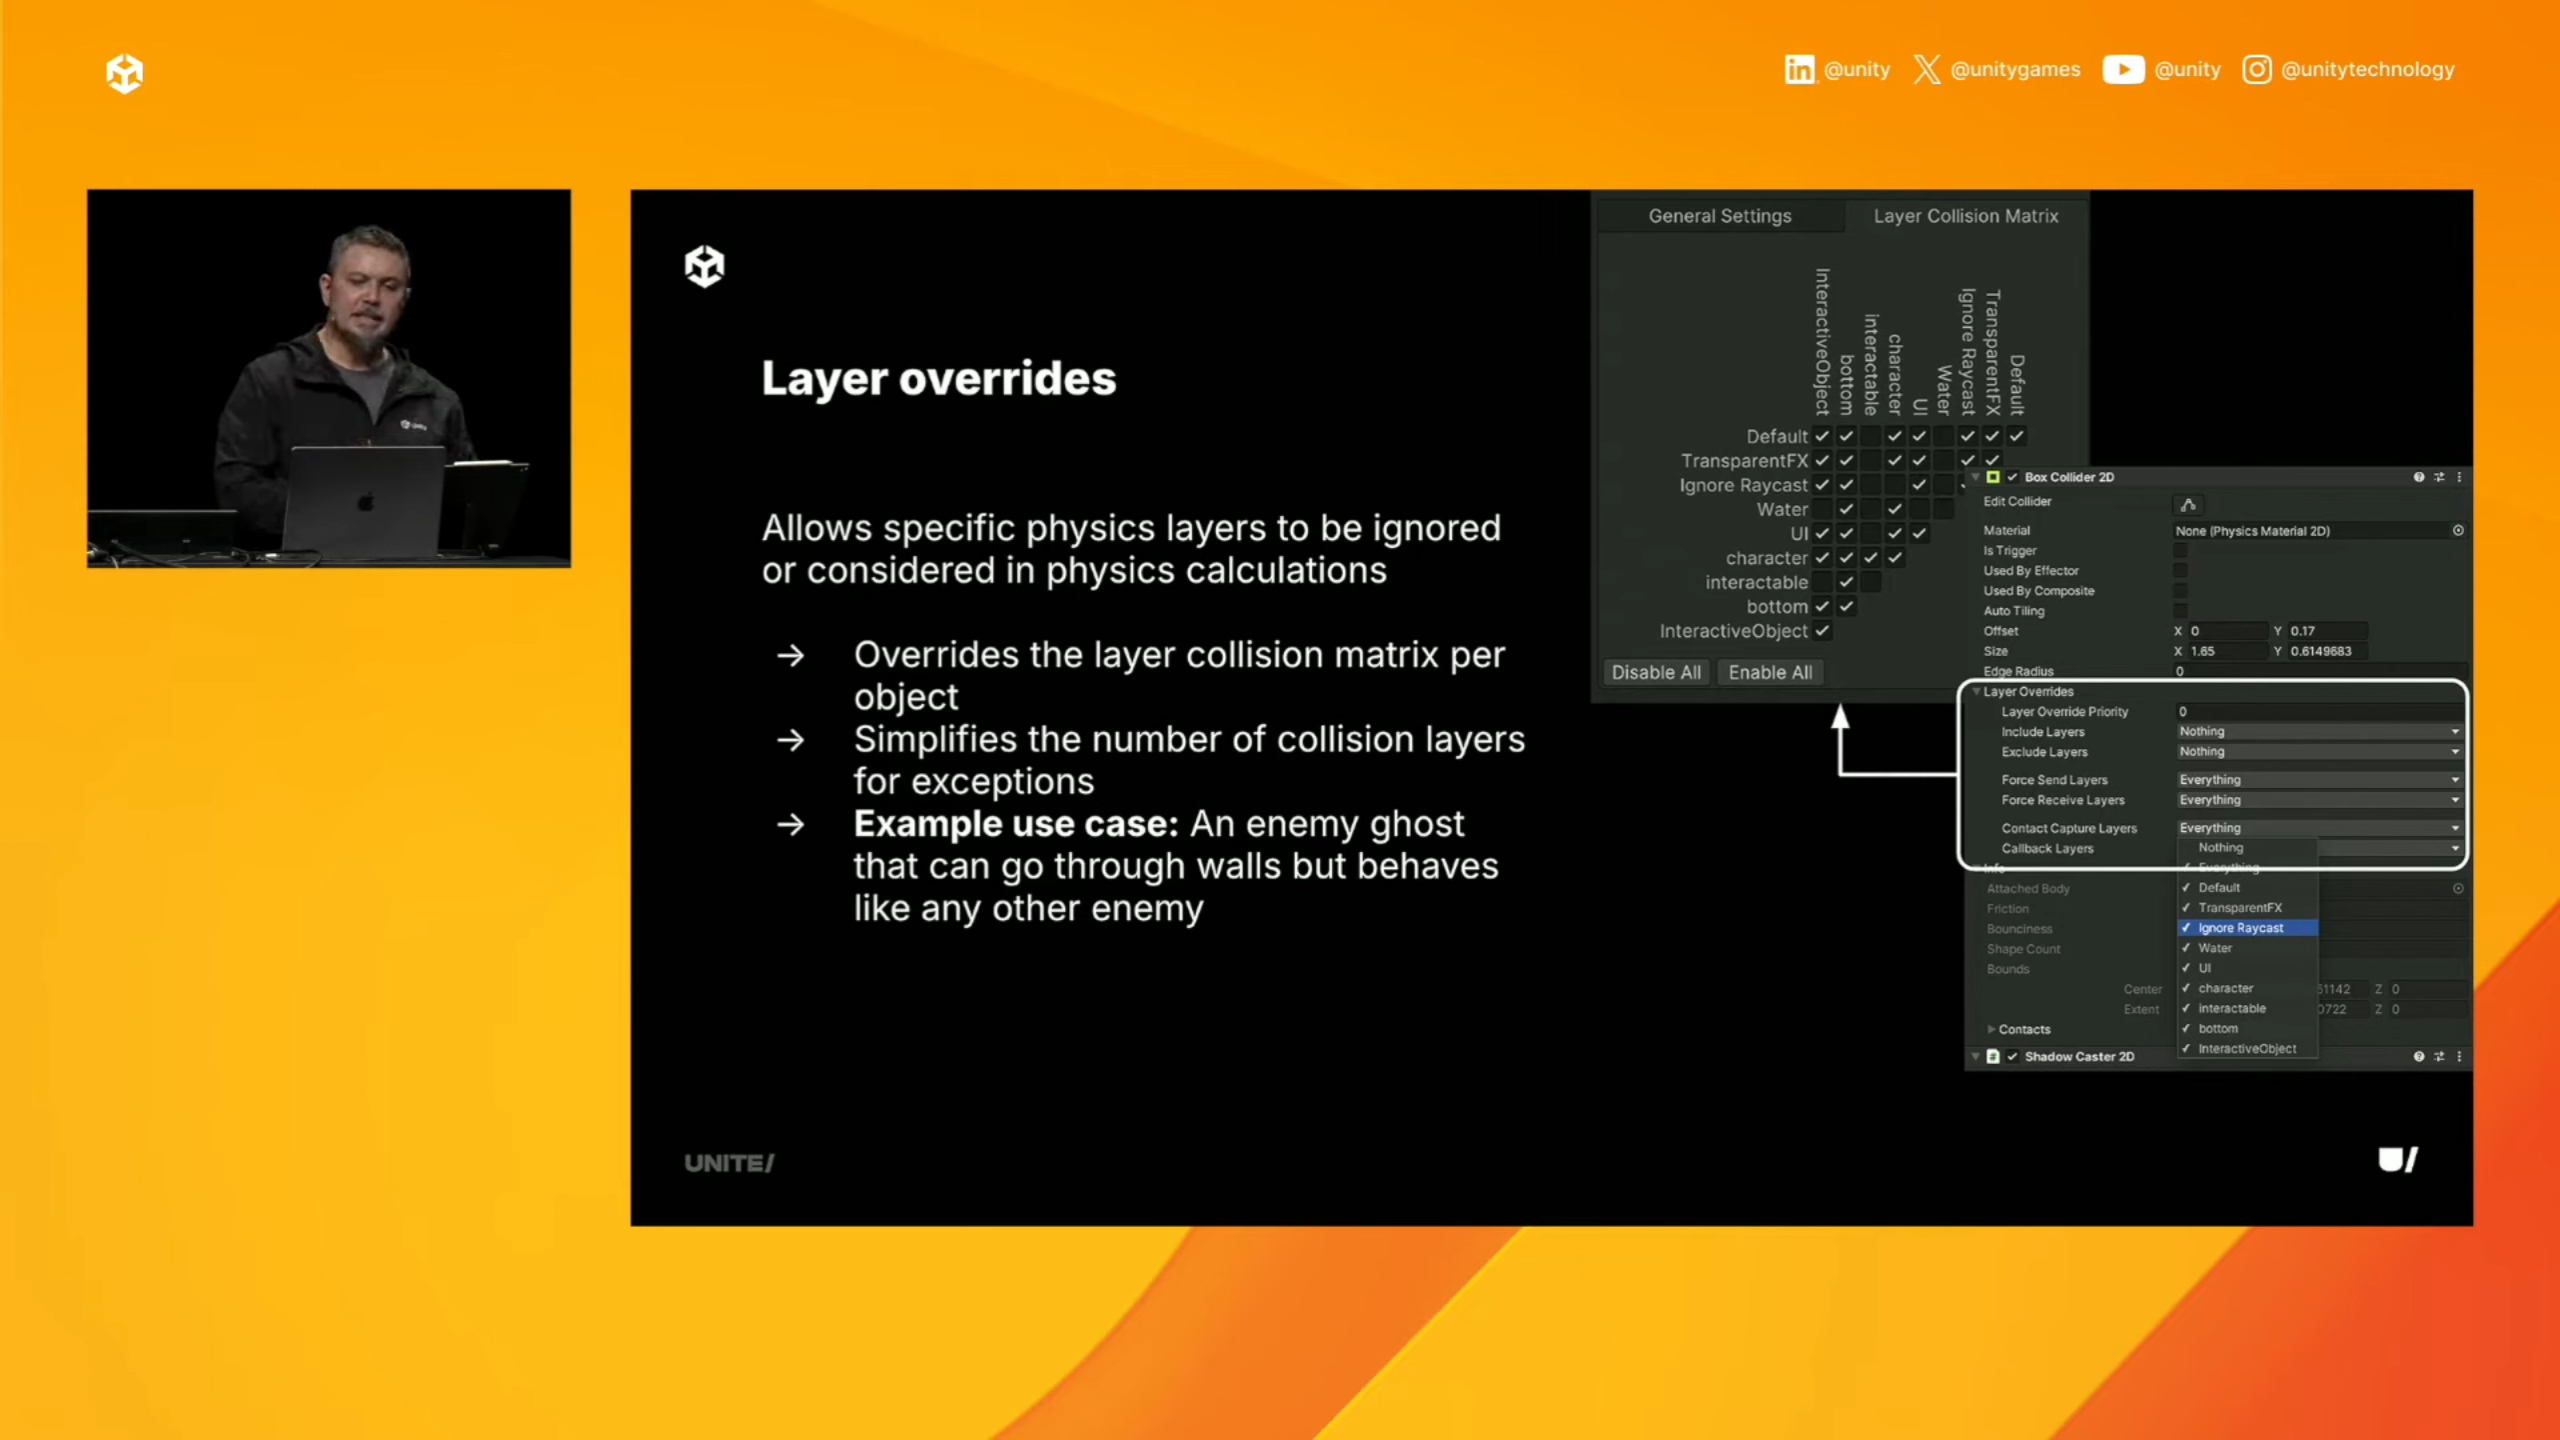 @unity @unitygames @unity @unitytechnology
Layer overrides
Allows specific physics layers to be ignored
or considered in physics calculations
→ Overrides the layer collision matrix per
object
→ Simplifies the number of collision layers
for exceptions
→ Example use case: An enemy ghost
that can go through walls but behaves
like any other enemy
General Settings Layer Collision Matrix
InteractiveObject
bottom
interactable
character
UI
Water
Ignore Raycast
TransparentFX
Default
Default
TransparentFX
Ignore Raycast
Water
UI
character
interactable
bottom
InteractiveObject
Disable All Enable All
Box Collider 2D
Edit Collider
Material None (Physics Material 2D)
Is Trigger
Used By Effector
Used By Composite
Auto Tiling
Offset X 0 Y 0.17
Size X 1.65 Y 0.6149683
Edge Radius 0
Layer Overrides
Layer Override Priority 0
Include Layers Nothing
Exclude Layers Nothing
Force Send Layers Everything
Force Receive Layers Everything
Contact Capture Layers Everything
Callback Layers
Nothing
Everything
Default
TransparentFX
Ignore Raycast
Water
UI
character
interactable
bottom
InteractiveObject
Info
Attached Body
Friction
Bounciness
Shape Count
Bounds
Center 51142 Z 0
Extent 0722 Z 0
Contacts
Shadow Caster 2D
UNITE/
U/